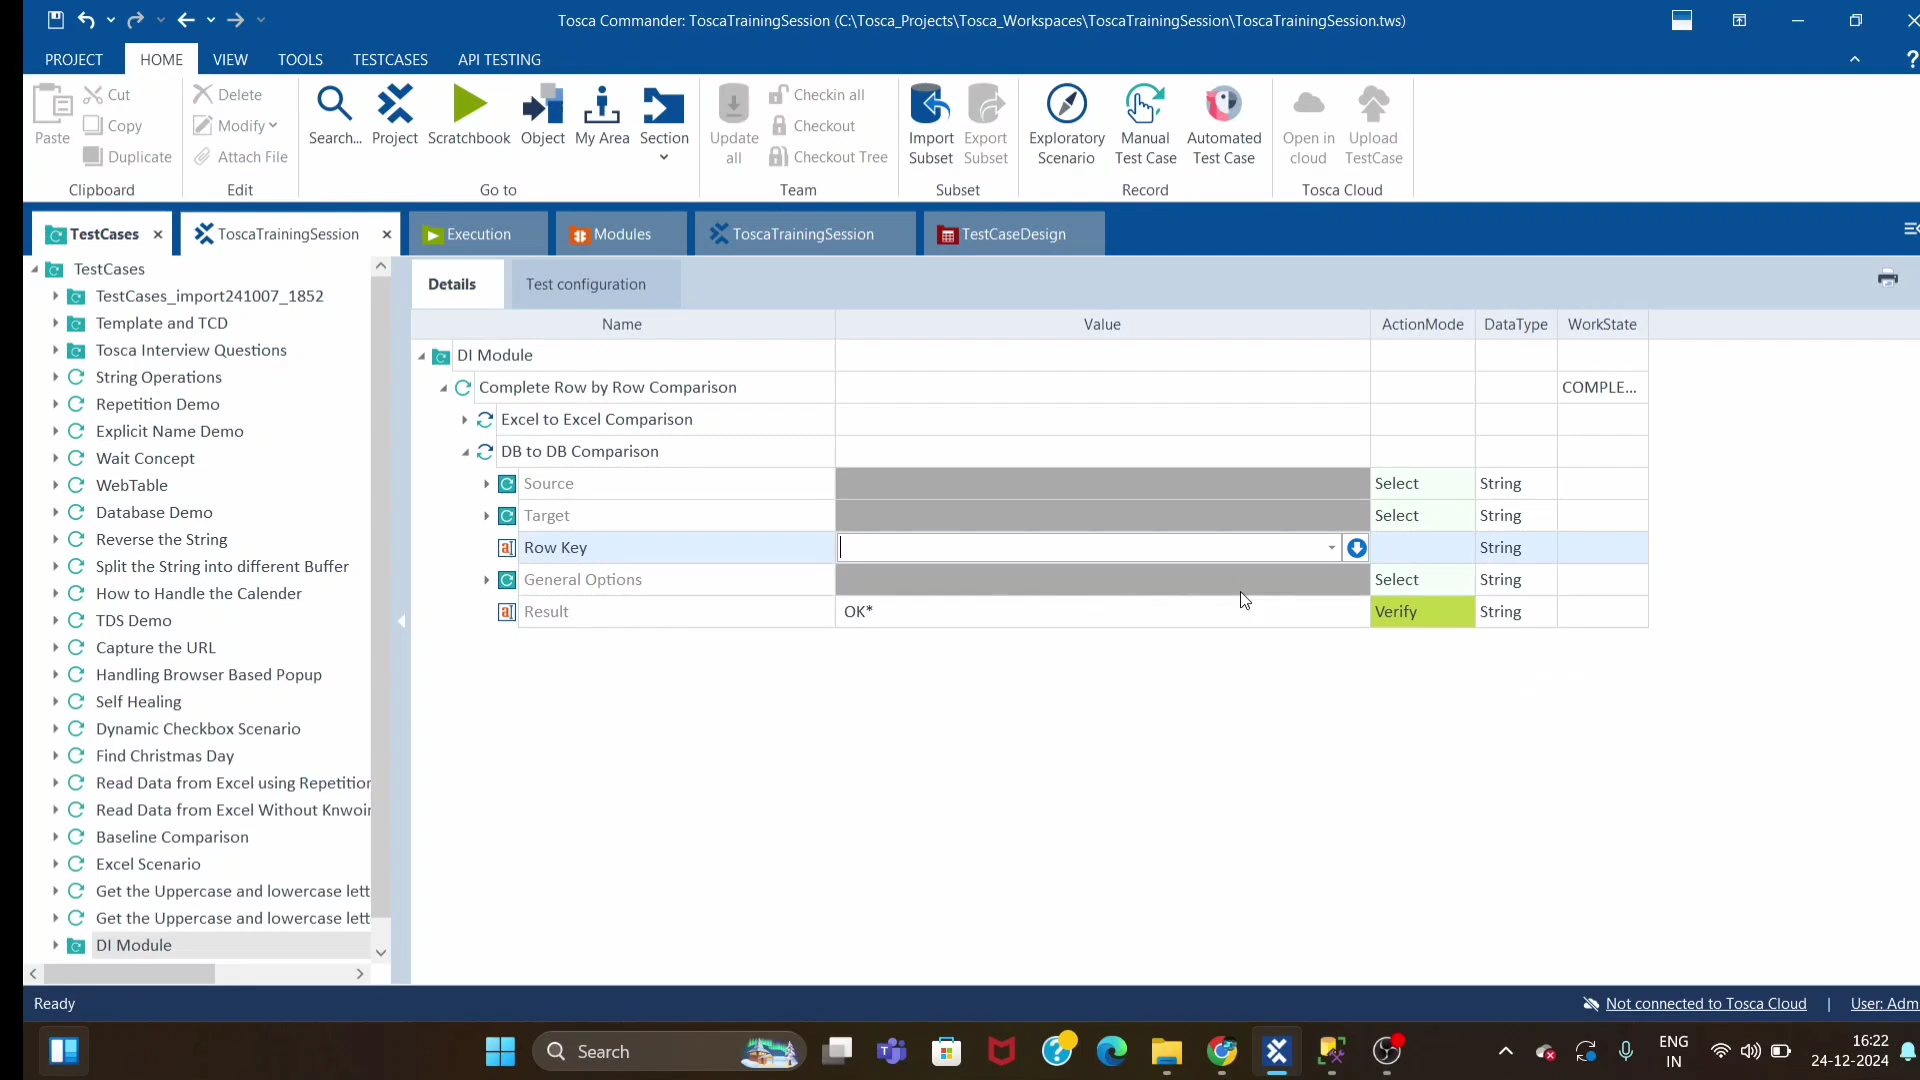 Tosca Commander: ToscaTrainingSession (C:\Tosca_Projects\Tosca_Workspaces\ToscaTrainingSession\ToscaTrainingSession.tws)
PROJECT HOME VIEW TOOLS TESTCASES API TESTING
Paste
Cut
Copy
Duplicate
Clipboard
Delete
Modify
Attach File
Edit
Search...
Project
Scratchbook
Object
My Area
Section
Go to
Update
all
Checkin all
Checkout
Checkout Tree
Team
Import
Subset
Export
Subset
Subset
Exploratory
Scenario
Manual
Test Case
Automated
Test Case
Record
Open in
cloud
Upload
TestCase
Tosca Cloud
TestCases ToscaTrainingSession Execution Modules ToscaTrainingSession TestCaseDesign
TestCases
TestCases_import241007_1852
Template and TCD
Tosca Interview Questions
String Operations
Repetition Demo
Explicit Name Demo
Wait Concept
WebTable
Database Demo
Reverse the String
Split the String into different Buffer
How to Handle the Calender
TDS Demo
Capture the URL
Handling Browser Based Popup
Self Healing
Dynamic Checkbox Scenario
Find Christmas Day
Read Data from Excel using Repetition
Read Data from Excel Without Knwoi
Baseline Comparison
Excel Scenario
Get the Uppercase and lowercase lett
Get the Uppercase and lowercase lett
DI Module
Details Test configuration
Name Value ActionMode DataType WorkState
DI Module
Complete Row by Row Comparison COMPLE...
Excel to Excel Comparison
DB to DB Comparison
Source Select String
Target Select String
Row Key String
General Options Select String
Result OK* Verify String
Ready Not connected to Tosca Cloud | User: Adm
Search
ENG
IN
16:22
24-12-2024